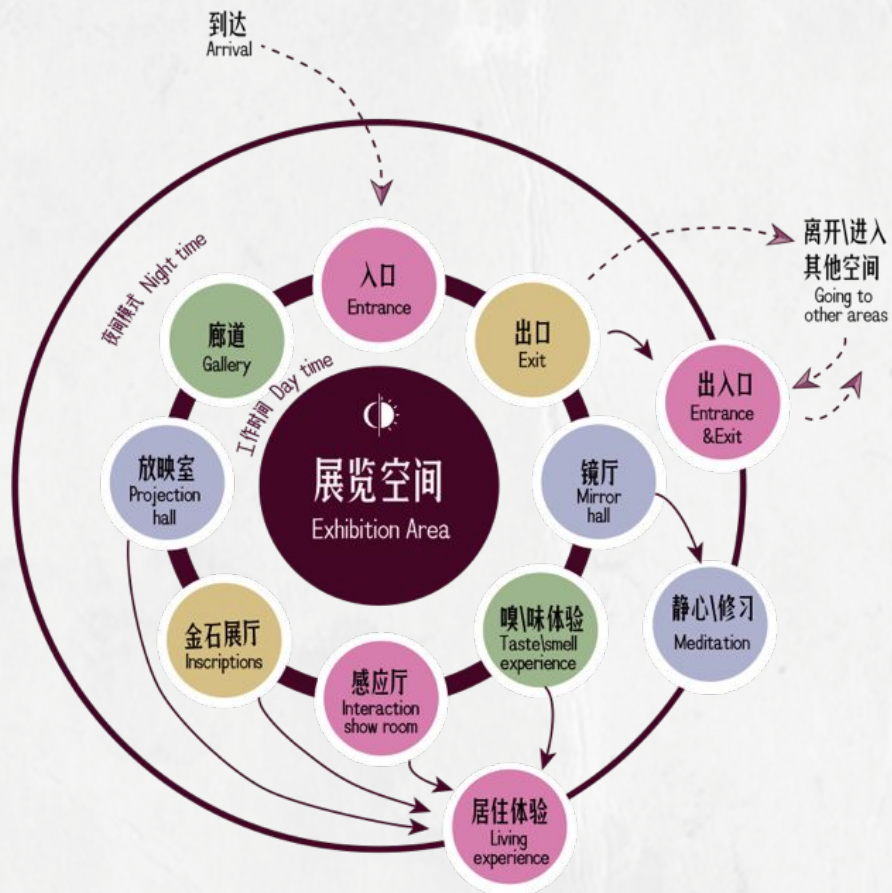 到达
Arrival
夜间模式 Night time
工作时间 Day time
入口
Entrance
出口
Exit
离开\进入
其他空间
Going to
other areas
出入口
Entrance
&Exit
廊道
Gallery
放映室
Projection
hall
展览空间
Exhibition Area
镜厅
Mirror
hall
金石展厅
Inscriptions
感应厅
Interaction
show room
嗅\味体验
Taste\smell
experience
静心\修习
Meditation
居住体验
Living
experience